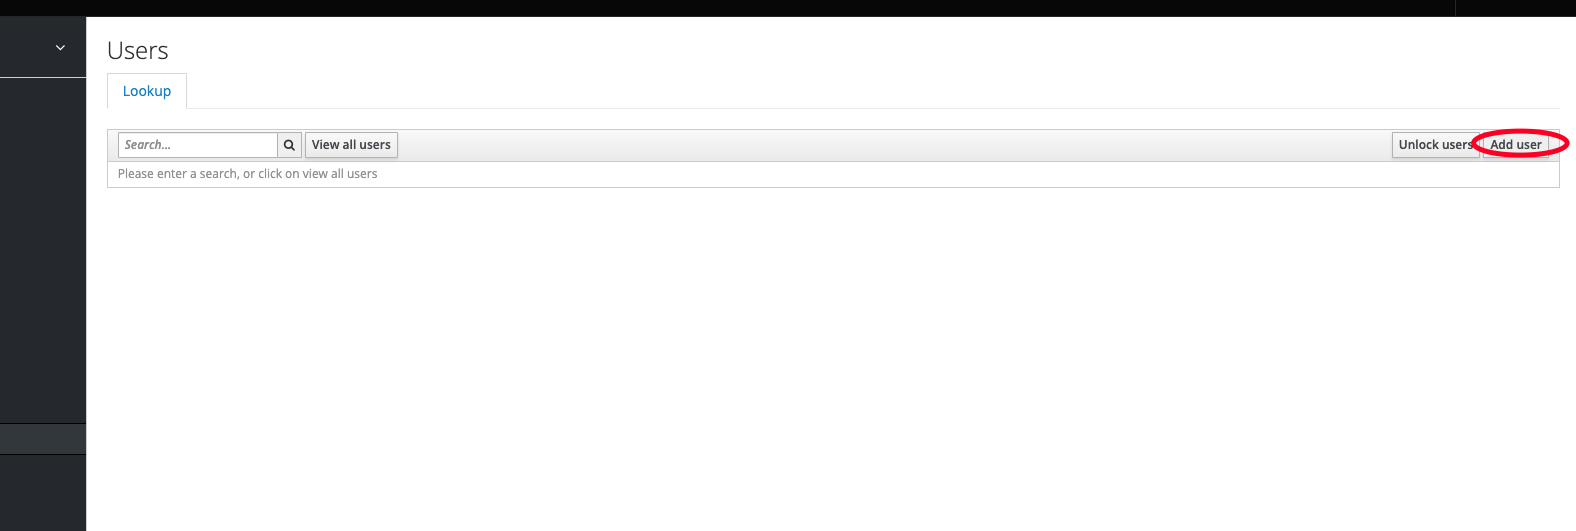 Users
Lookup
Search...
View all users
Unlock users
Add user
Please enter a search, or click on view all users